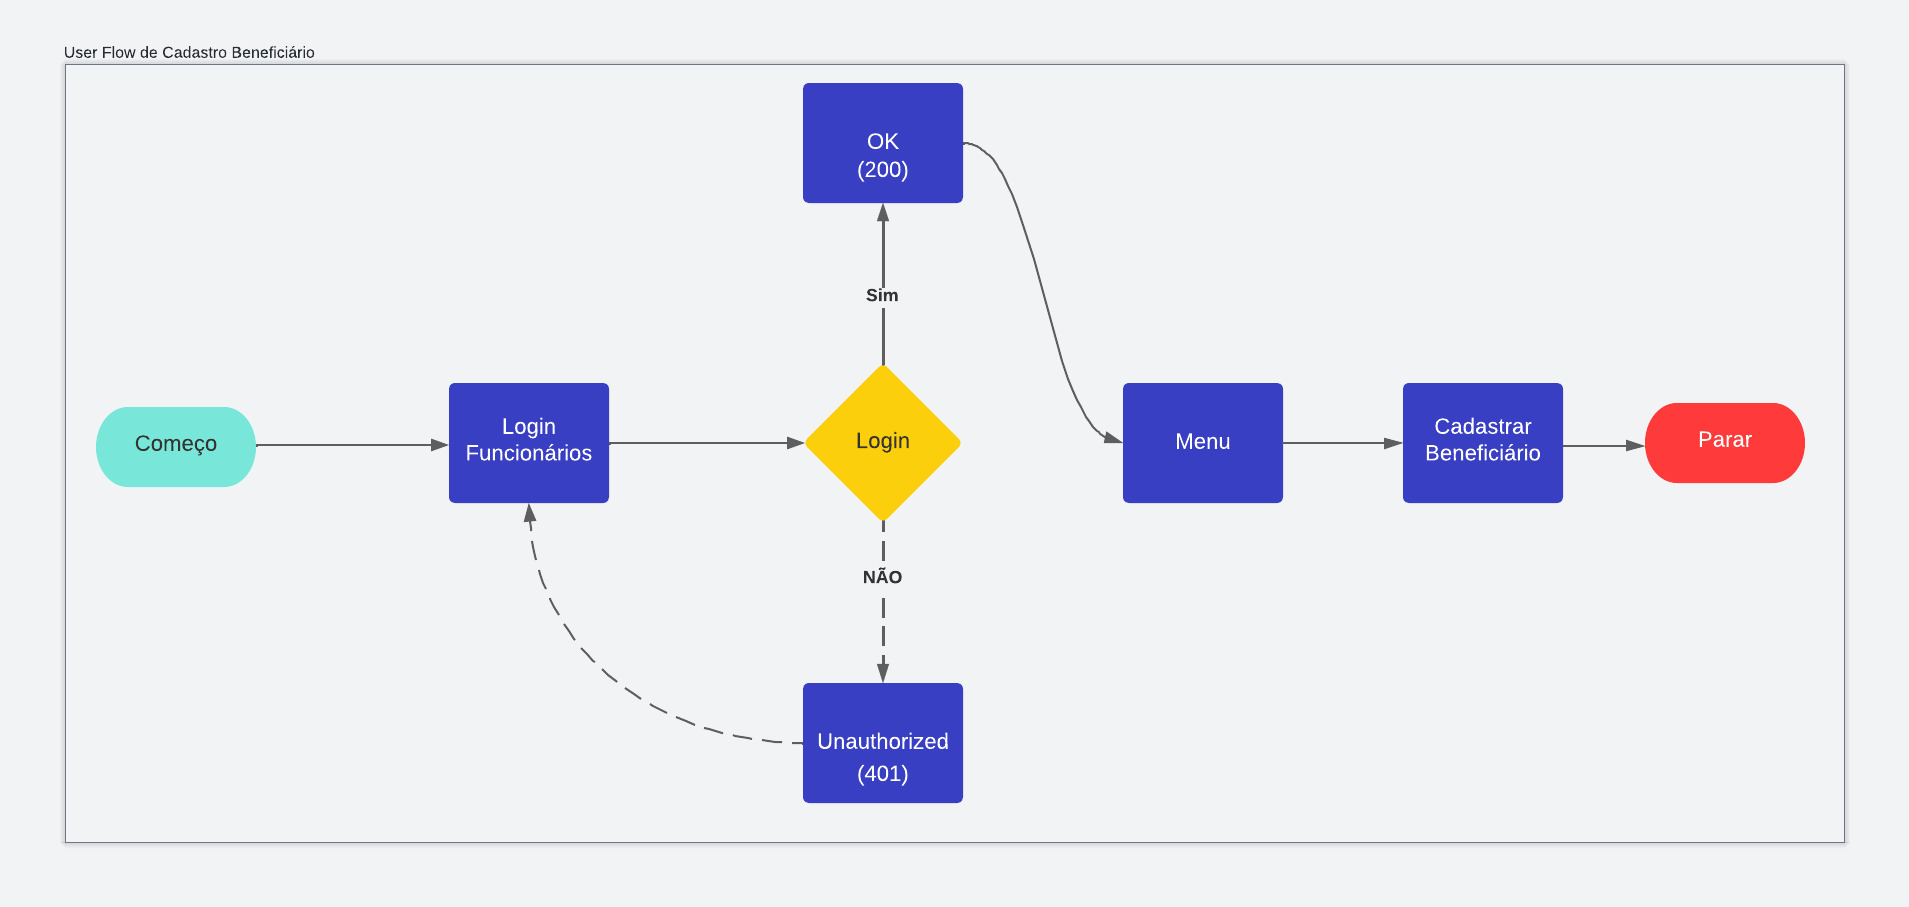 User Flow de Cadastro Beneficiário
OK
(200)
Sim
Começo
Login
Funcionários
Login
Menu
Cadastrar
Beneficiário
Parar
NÃO
Unauthorized
(401)